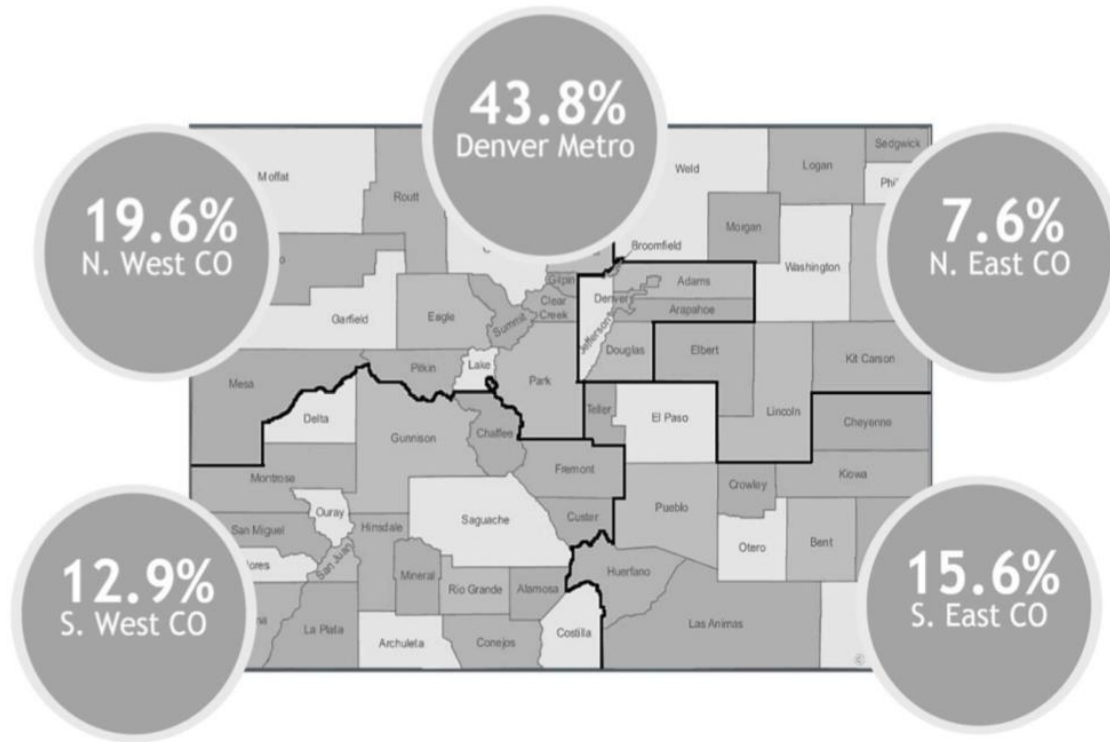 43.8%
Denver Metro
19.6%
N. West CO
7.6%
N. East CO
12.9%
S. West CO
15.6%
S. East CO
Moffat
Routt
Weld
Logan
Sedgwick
Morgan
Washington
Broomfield
Garfield
Eagle
Summit
Gilpin
Clear
Creek
Denver
Adams
Arapahoe
Jefferson
Douglas
Elbert
Kit Carson
Mesa
Pitkin
Lake
Park
Teller
El Paso
Lincoln
Cheyenne
Delta
Gunnison
Chaffee
Fremont
Kiowa
Montrose
Ouray
Crowley
Pueblo
San Miguel
Hinsdale
Saguache
Custer
Otero
Bent
San Juan
Mineral
Rio Grande
Alamosa
Huerfano
La Plata
Archuleta
Conejos
Costilla
Las Animas
©